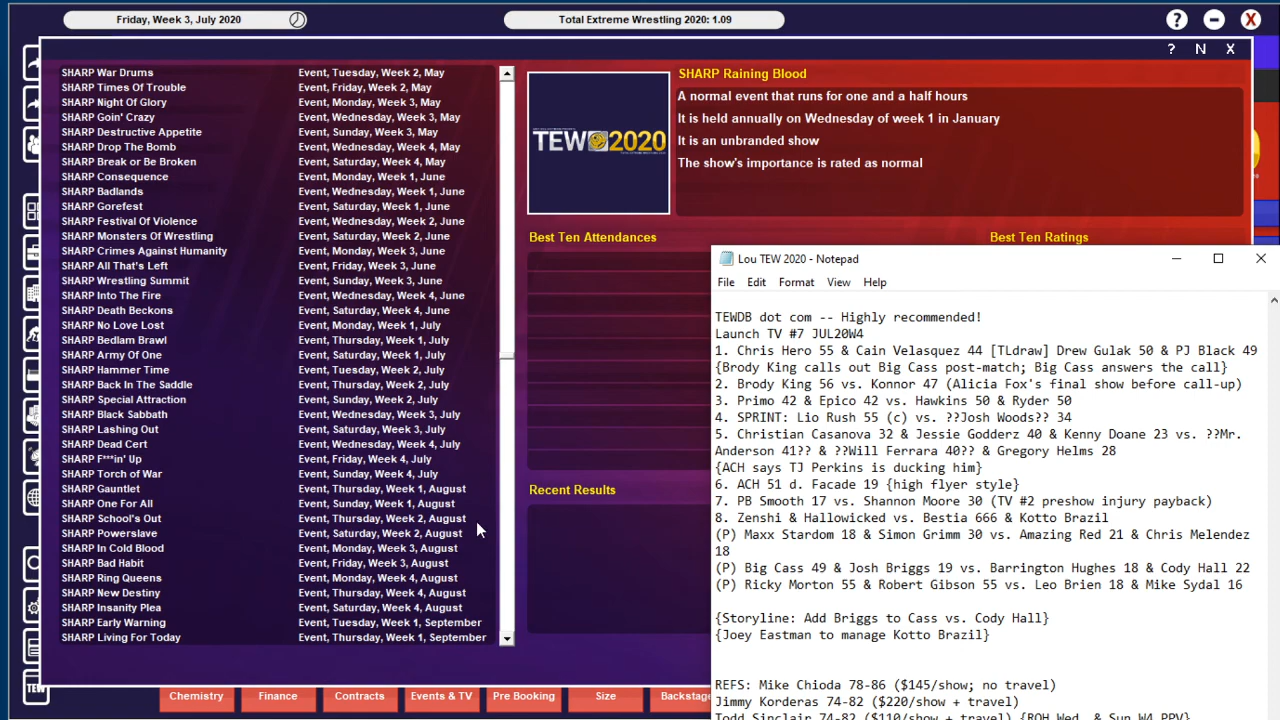 Friday, Week 3, July 2020
Total Extreme Wrestling 2020: 1.09
? − X
? N X
SHARP War Drums Event, Tuesday, Week 2, May
SHARP Times Of Trouble Event, Friday, Week 2, May
SHARP Night Of Glory Event, Monday, Week 3, May
SHARP Goin' Crazy Event, Wednesday, Week 3, May
SHARP Destructive Appetite Event, Sunday, Week 3, May
SHARP Drop The Bomb Event, Wednesday, Week 4, May
SHARP Break or Be Broken Event, Saturday, Week 4, May
SHARP Consequence Event, Monday, Week 1, June
SHARP Badlands Event, Wednesday, Week 1, June
SHARP Gorefest Event, Saturday, Week 1, June
SHARP Festival Of Violence Event, Wednesday, Week 2, June
SHARP Monsters Of Wrestling Event, Saturday, Week 2, June
SHARP Crimes Against Humanity Event, Monday, Week 3, June
SHARP All That's Left Event, Friday, Week 3, June
SHARP Wrestling Summit Event, Sunday, Week 3, June
SHARP Into The Fire Event, Wednesday, Week 4, June
SHARP Death Beckons Event, Saturday, Week 4, June
SHARP No Love Lost Event, Monday, Week 1, July
SHARP Bedlam Brawl Event, Thursday, Week 1, July
SHARP Army Of One Event, Saturday, Week 1, July
SHARP Hammer Time Event, Tuesday, Week 2, July
SHARP Back In The Saddle Event, Thursday, Week 2, July
SHARP Special Attraction Event, Sunday, Week 2, July
SHARP Black Sabbath Event, Wednesday, Week 3, July
SHARP Lashing Out Event, Saturday, Week 3, July
SHARP Dead Cert Event, Wednesday, Week 4, July
SHARP F***in' Up Event, Friday, Week 4, July
SHARP Torch of War Event, Sunday, Week 4, July
SHARP Gauntlet Event, Thursday, Week 1, August
SHARP One For All Event, Sunday, Week 1, August
SHARP School's Out Event, Thursday, Week 2, August
SHARP Powerslave Event, Saturday, Week 2, August
SHARP In Cold Blood Event, Monday, Week 3, August
SHARP Bad Habit Event, Friday, Week 3, August
SHARP Ring Queens Event, Monday, Week 4, August
SHARP New Destiny Event, Thursday, Week 4, August
SHARP Insanity Plea Event, Saturday, Week 4, August
SHARP Early Warning Event, Tuesday, Week 1, September
SHARP Living For Today Event, Thursday, Week 1, September
TEW 2020
SHARP Raining Blood
A normal event that runs for one and a half hours
It is held annually on Wednesday of week 1 in January
It is an unbranded show
The show's importance is rated as normal
Best Ten Attendances
Best Ten Ratings
Recent Results
Lou TEW 2020 - Notepad
File Edit Format View Help
TEWDB dot com -- Highly recommended!
Launch TV #7 JUL20W4
1. Chris Hero 55 & Cain Velasquez 44 [TLdraw] Drew Gulak 50 & PJ Black 49
{Brody King calls out Big Cass post-match; Big Cass answers the call}
2. Brody King 56 vs. Konnor 47 (Alicia Fox's final show before call-up)
3. Primo 42 & Epico 42 vs. Hawkins 50 & Ryder 50
4. SPRINT: Lio Rush 55 (c) vs. ??Josh Woods?? 34
5. Christian Casanova 32 & Jessie Godderz 40 & Kenny Doane 23 vs. ??Mr.
Anderson 41?? & ??Will Ferrara 40?? & Gregory Helms 28
{ACH says TJ Perkins is ducking him}
6. ACH 51 d. Facade 19 {high flyer style}
7. PB Smooth 17 vs. Shannon Moore 30 (TV #2 preshow injury payback)
8. Zenshi & Hallowicked vs. Bestia 666 & Kotto Brazil
(P) Maxx Stardom 18 & Simon Grimm 30 vs. Amazing Red 21 & Chris Melendez
18
(P) Big Cass 49 & Josh Briggs 19 vs. Barrington Hughes 18 & Cody Hall 22
(P) Ricky Morton 55 & Robert Gibson 55 vs. Leo Brien 18 & Mike Sydal 16
{Storyline: Add Briggs to Cass vs. Cody Hall}
{Joey Eastman to manage Kotto Brazil}
REFS: Mike Chioda 78-86 ($145/show; no travel)
Jimmy Korderas 74-82 ($220/show + travel)
Todd Sinclair 74-82 ($110/show + travel) {ROH Wed. & Sun W4 PPV}
TEW
Chemistry Finance Contracts Events & TV Pre Booking Size Backstage